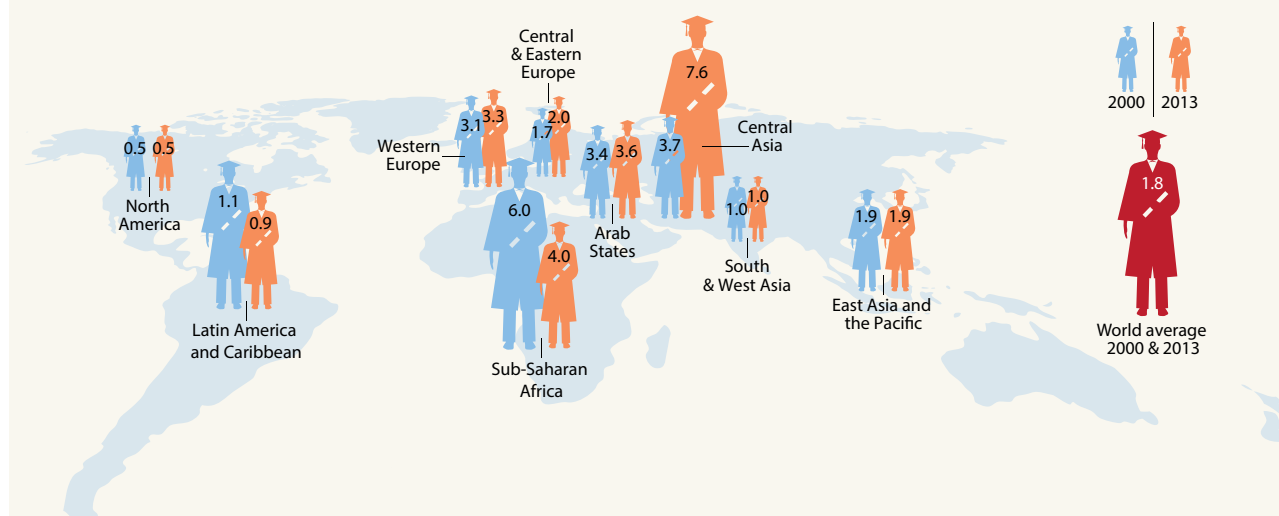 Central
& Eastern
Europe
2000
2013
7.6
3.1
3.3
1.7
2.0
Western
Europe
0.5
0.5
3.4
3.6
3.7
Central
Asia
North
America
1.1
0.9
6.0
4.0
Arab
States
1.0
1.0
South
& West Asia
1.9
1.9
East Asia and
the Pacific
1.8
World average
2000 & 2013
Latin America
and Caribbean
Sub-Saharan
Africa